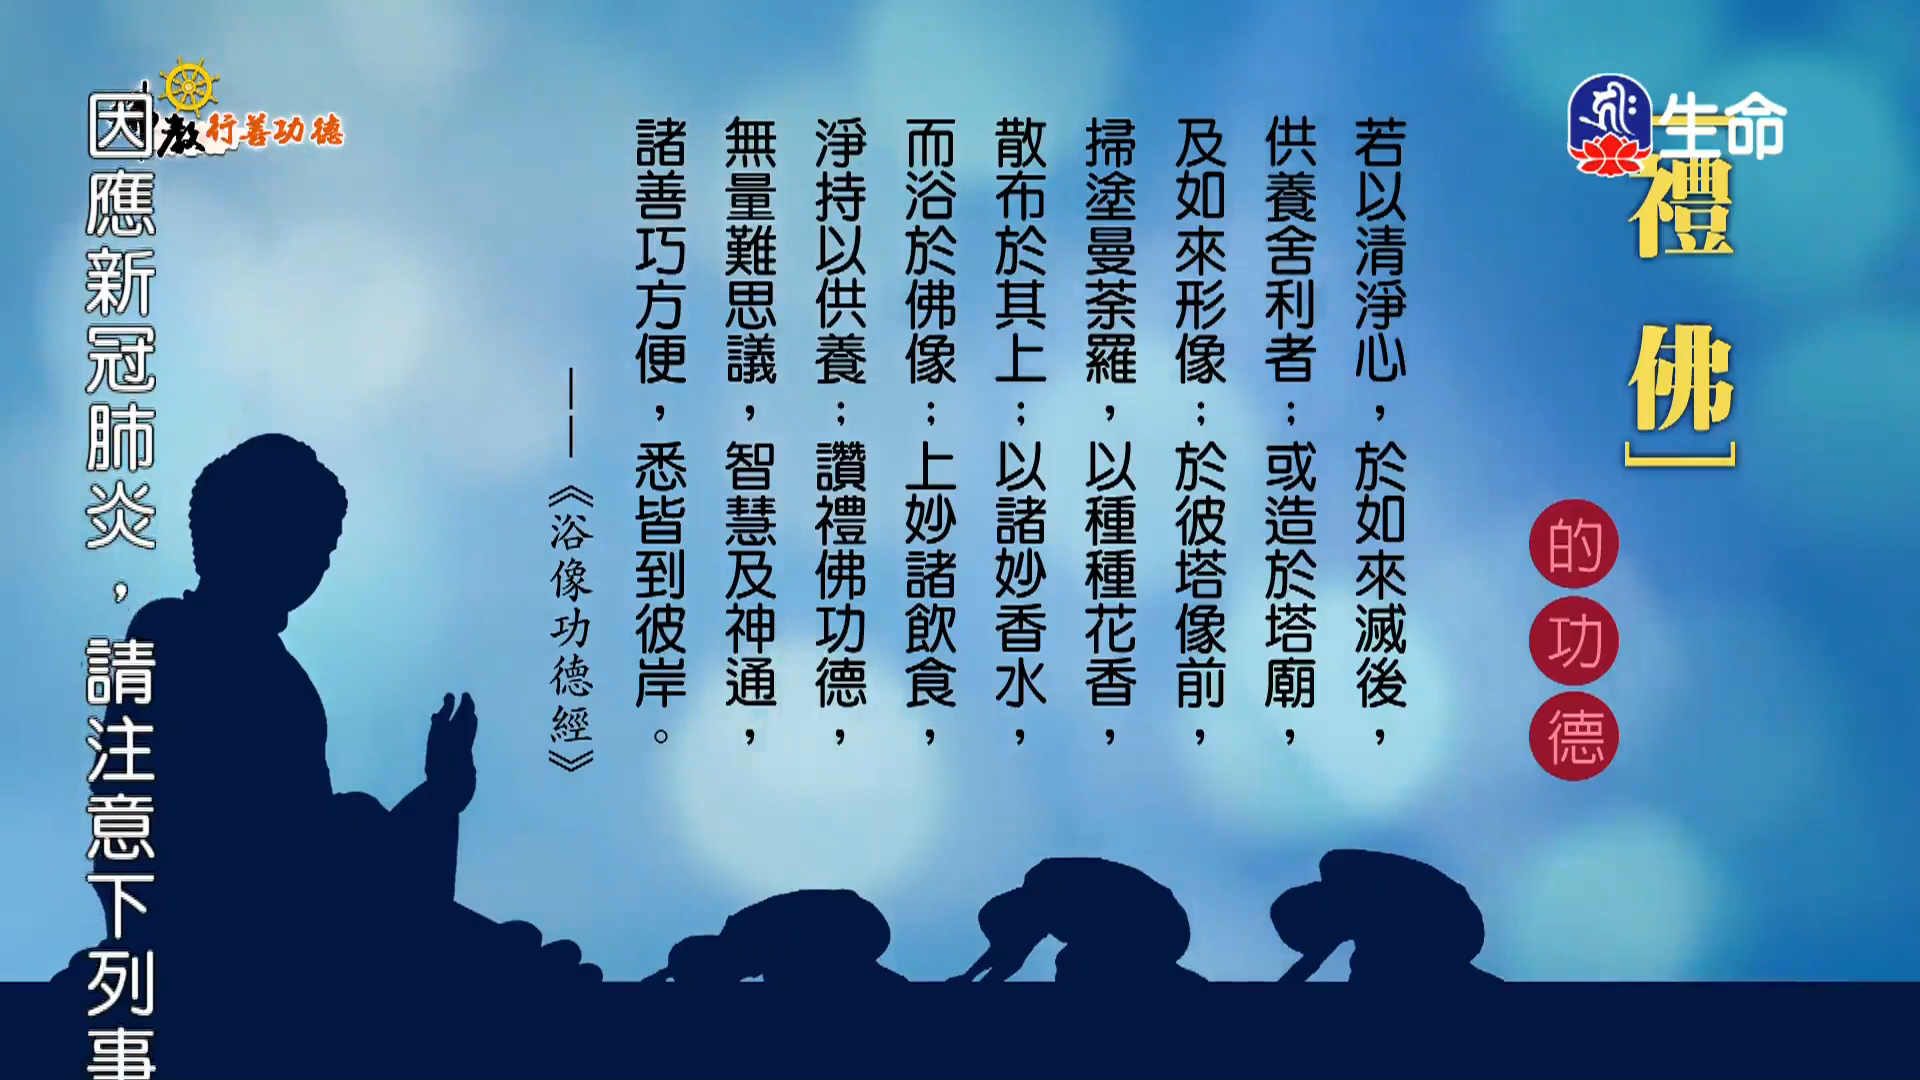 生命
禮佛
的功德
若以清淨心，於如來滅後，
供養舍利者；或造於塔廟，
及如來形像；於彼塔像前，
掃塗曼荼羅，以種種花香，
散布於其上；以諸妙香水，
而浴於佛像；上妙諸飲食，
淨持以供養；讚禮佛功德，
無量難思議，智慧及神通，
諸善巧方便，悉皆到彼岸。
——《浴像功德經》
教行善功德
因應新冠肺炎，請注意下列事